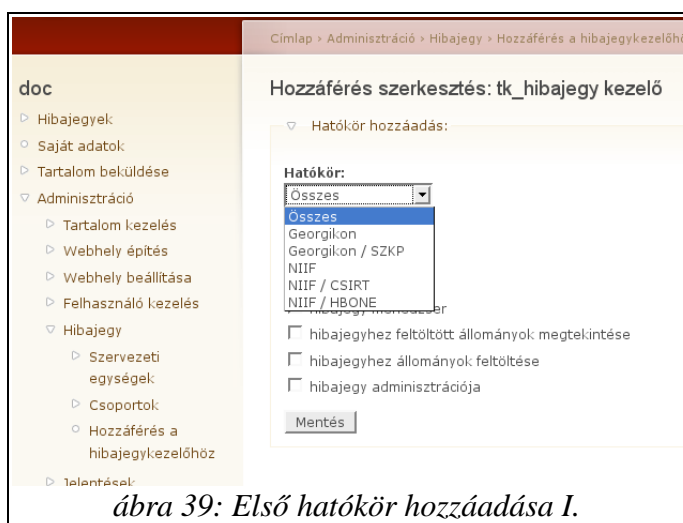 Címlap › Adminisztráció › Hibajegy › Hozzáférés a hibajegykezelőh
doc
Hibajegyek
Saját adatok
Tartalom beküldése
Adminisztráció
Tartalom kezelés
Webhely építés
Webhely beállítása
Felhasználó kezelés
Hibajegy
Szervezeti
egységek
Csoportok
Hozzáférés a
hibajegykezelőhöz
Jelentések
Hozzáférés szerkesztés: tk_hibajegy kezelő
Hatókör hozzáadás:
Hatókör:
Összes
Összes
Georgikon
Georgikon / SZKP
NIIF
NIIF / CSIRT
NIIF / HBONE
hibajegy menedzser
hibajegyhez feltöltött állományok megtekintése
hibajegyhez állományok feltöltése
hibajegy adminisztrációja
Mentés
ábra 39: Első hatókör hozzáadása I.